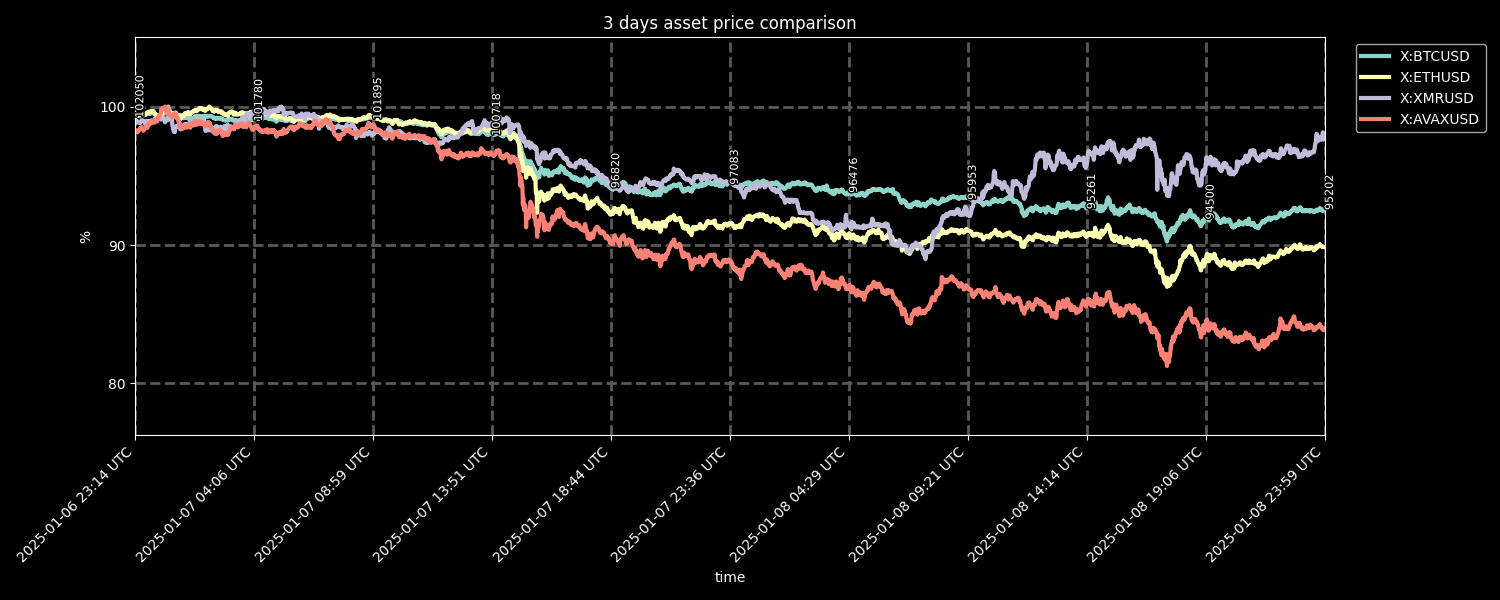 3 days asset price comparison
X:BTCUSD
X:ETHUSD
X:XMRUSD
X:AVAXUSD
100
90
80
%
102050
101780
101895
100718
96820
97083
96476
95953
95261
94500
95202
2025-01-06 23:14 UTC
2025-01-07 04:06 UTC
2025-01-07 08:59 UTC
2025-01-07 13:51 UTC
2025-01-07 18:44 UTC
2025-01-07 23:36 UTC
2025-01-08 04:29 UTC
2025-01-08 09:21 UTC
2025-01-08 14:14 UTC
2025-01-08 19:06 UTC
2025-01-08 23:59 UTC
time